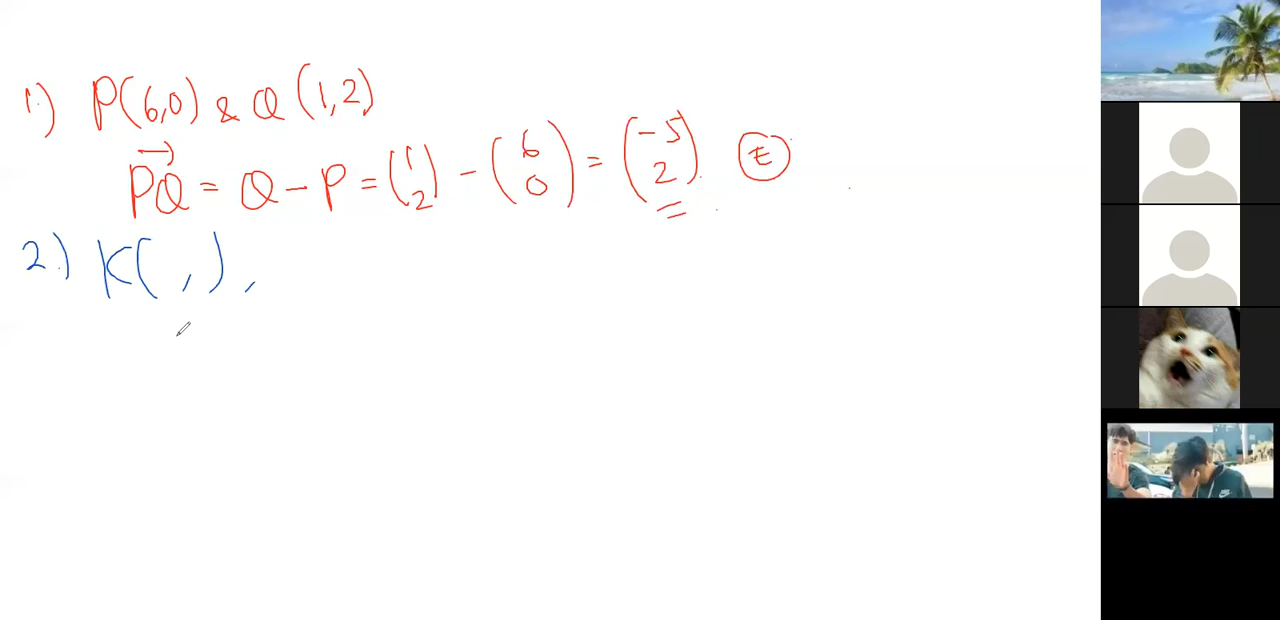 1.) P(6,0) & Q (1,2)
PQ = Q - P = (1 2) - (6 0) = (-5 2) E
2.) K( , ) ,